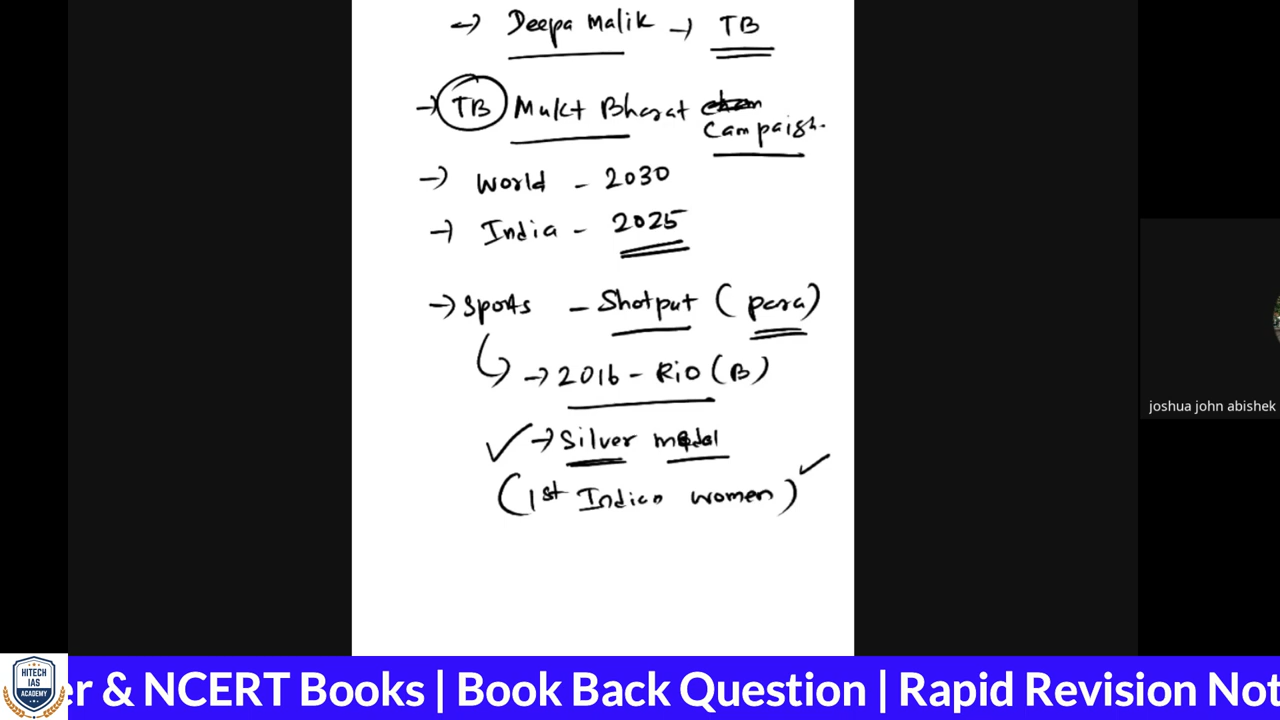 → Deepa Malik → TB
→ TB Mukt Bharat
Campaign.
→ World - 2030
→ India - 2025
→ Sports - Shotput (para)
→ 2016 - Rio (B)
✓ → Silver medal
(1st Indian women) ✓
joshua john abishek
HITECH
IAS
ACADEMY
er & NCERT Books | Book Back Question | Rapid Revision Not